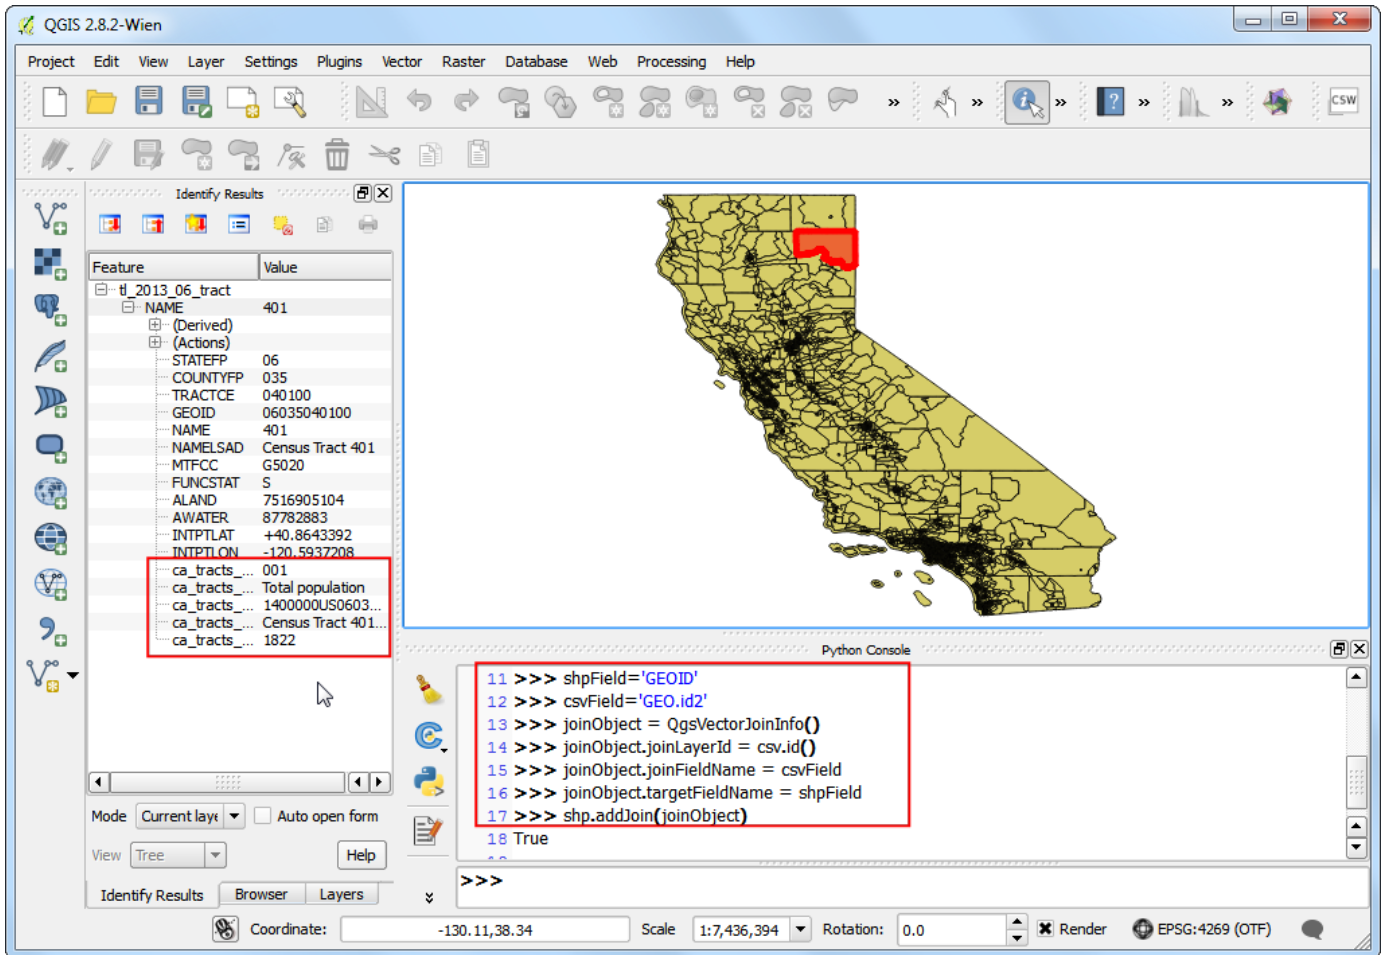 QGIS 2.8.2-Wien
Project Edit View Layer Settings Plugins Vector Raster Database Web Processing Help
» » » » » CSW
Identify Results
Feature Value
tl_2013_06_tract
NAME 401
(Derived)
(Actions)
STATEFP 06
COUNTYFP 035
TRACTCE 040100
GEOID 06035040100
NAME 401
NAMELSAD Census Tract 401
MTFCC G5020
FUNCSTAT S
ALAND 7516905104
AWATER 87782883
INTPTLAT +40.8643392
INTPTLON -120.5937208
ca_tracts_... 001
ca_tracts_... Total population
ca_tracts_... 1400000US0603...
ca_tracts_... Census Tract 401...
ca_tracts_... 1822
Mode Current laye Auto open form
View Tree Help
Identify Results Browser Layers
Python Console
11 >>> shpField='GEOID'
12 >>> csvField='GEO.id2'
13 >>> joinObject = QgsVectorJoinInfo()
14 >>> joinObject.joinLayerId = csv.id()
15 >>> joinObject.joinFieldName = csvField
16 >>> joinObject.targetFieldName = shpField
17 >>> shp.addJoin(joinObject)
18 True
>>>
Coordinate: -130.11,38.34 Scale 1:7,436,394 Rotation: 0.0 Render EPSG:4269 (OTF)